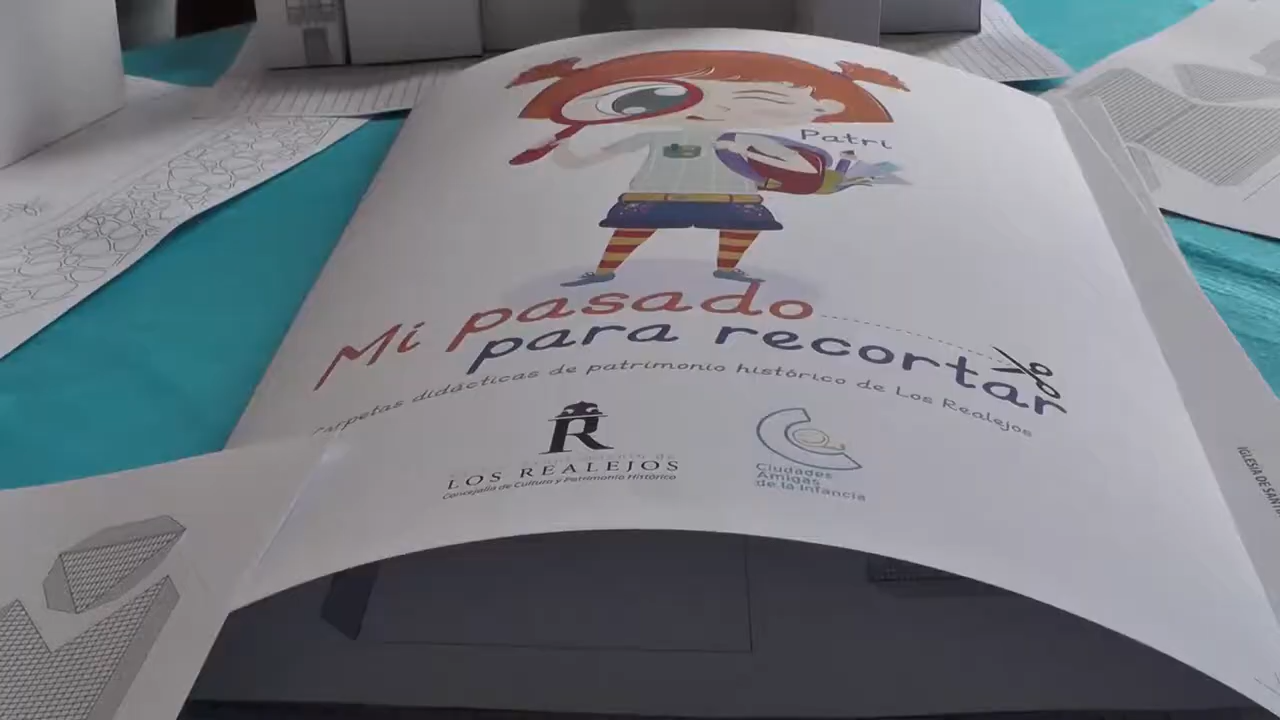 Patri
Mi pasado
para recortar
Carpetas didácticas de patrimonio histórico de Los Realejos
R
LOS REALEJOS
Concejalía de Cultura y Patrimonio Histórico
Ciudades
Amigas
de la Infancia
IGLESIA DE